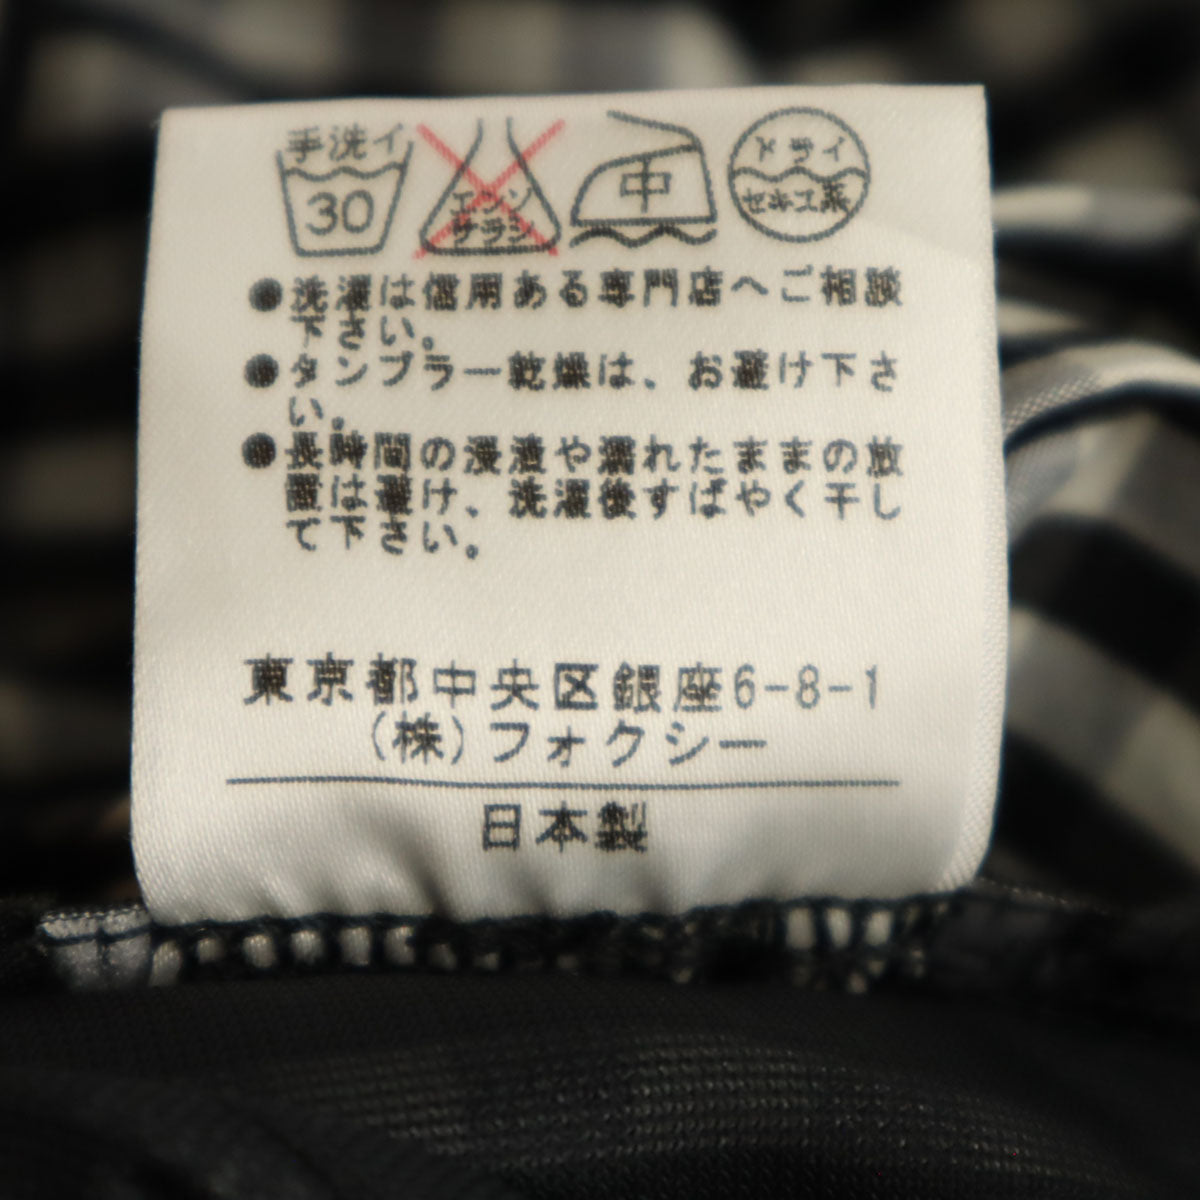 手洗イ 30 エンソ サラシ 中 ドライ セキユ系
●洗濯は信用ある専門店へご相談
下さい。
●タンブラー乾燥は、お避け下さ
い。
●長時間の浸漬や濡れたままの放
置は避け、洗濯後すばやく干し
て下さい。
東京都中央区銀座6-8-1
(株)フォクシー
日本製